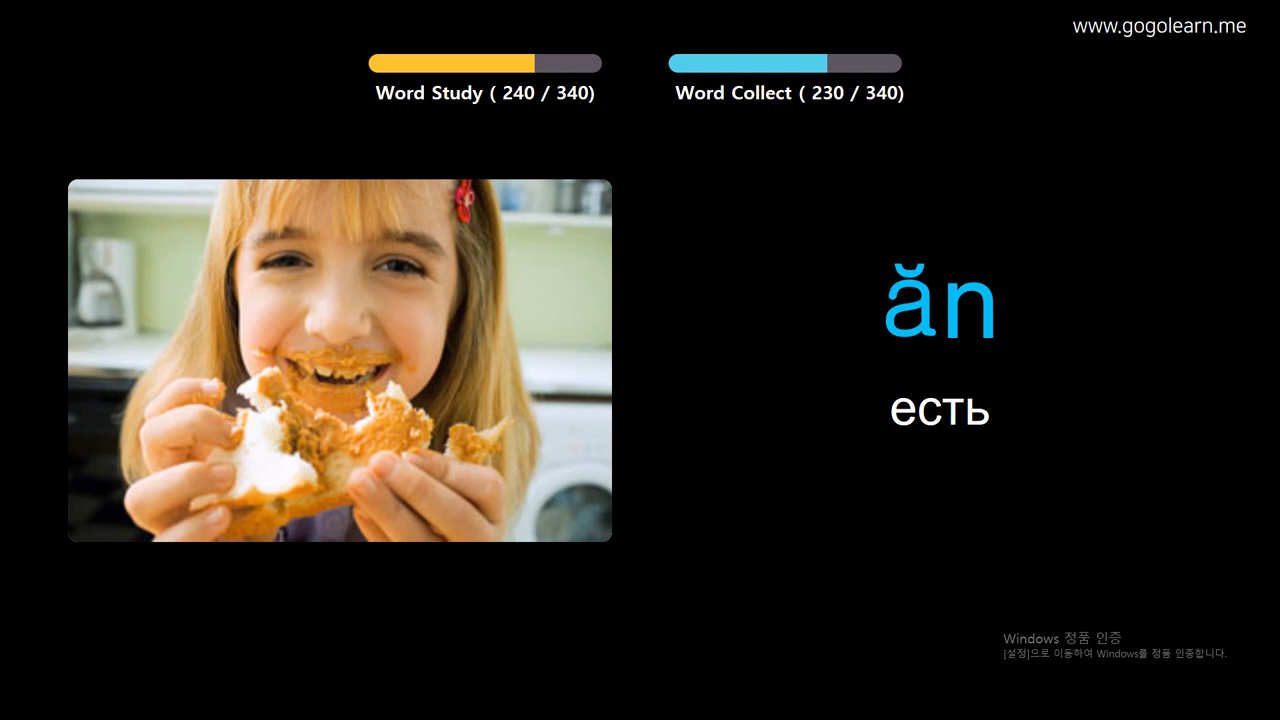 www.gogolearn.me
Word Study ( 240 / 340)
Word Collect ( 230 / 340)
ăn
есть
Windows 정품 인증
[설정]으로 이동하여 Windows를 정품 인증합니다.